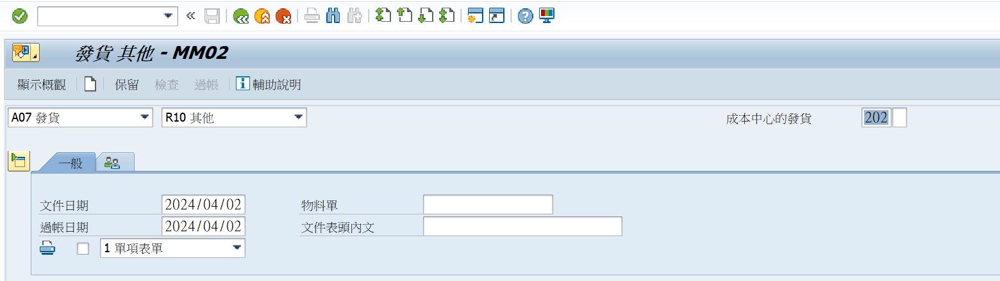 發貨 其他 - MM02
顯示概觀 保留 檢查 過帳 輔助說明
A07 發貨 R10 其他 成本中心的發貨 202
一般
文件日期 2024/04/02 物料單
過帳日期 2024/04/02 文件表頭內文
1 單項表單